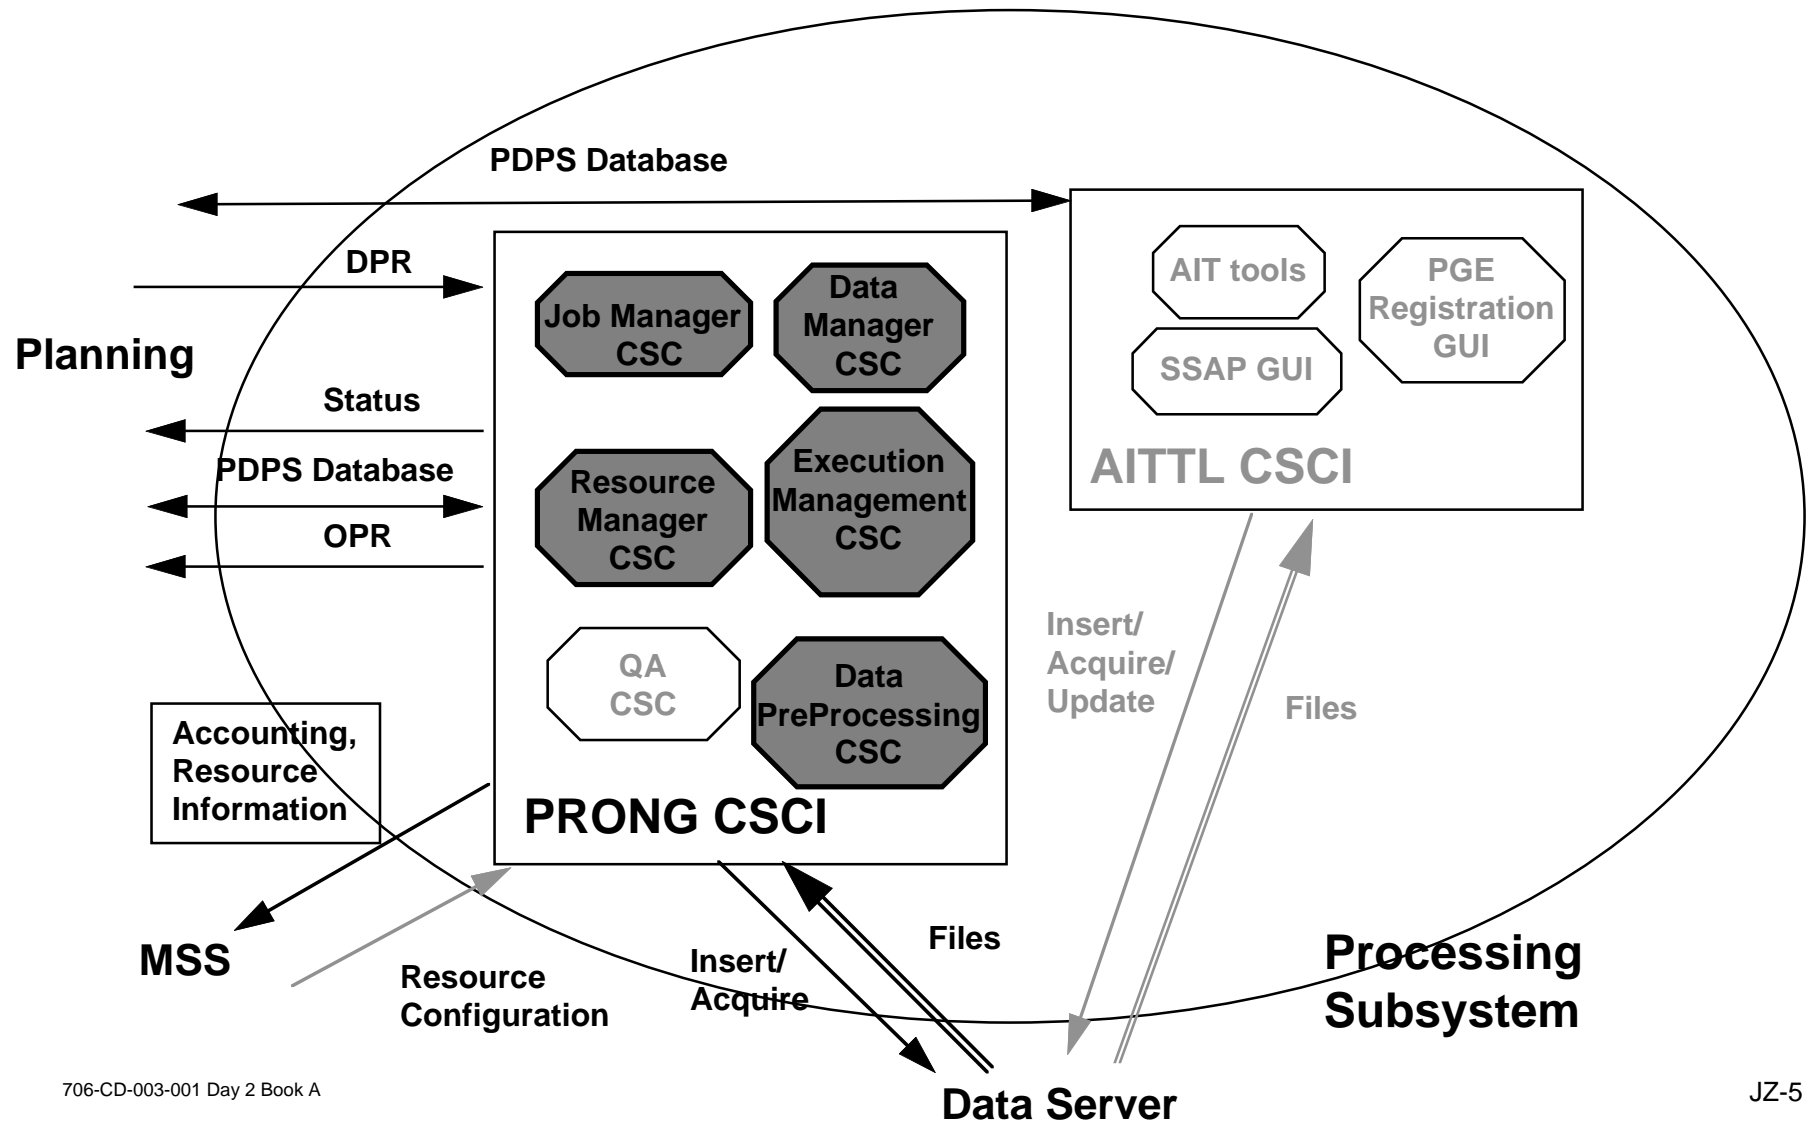 PDPS Database
DPR
Planning
Status
PDPS Database
OPR
Job Manager
CSC
Data
Manager
CSC
Resource
Manager
CSC
Execution
Management
CSC
QA
CSC
Data
PreProcessing
CSC
PRONG CSCI
AIT tools
PGE
Registration
GUI
SSAP GUI
AITTL CSCI
Insert/
Acquire/
Update
Files
Accounting,
Resource
Information
MSS
Resource
Configuration
Insert/
Acquire
Files
Processing
Subsystem
Data Server
706-CD-003-001 Day 2 Book A
JZ-5